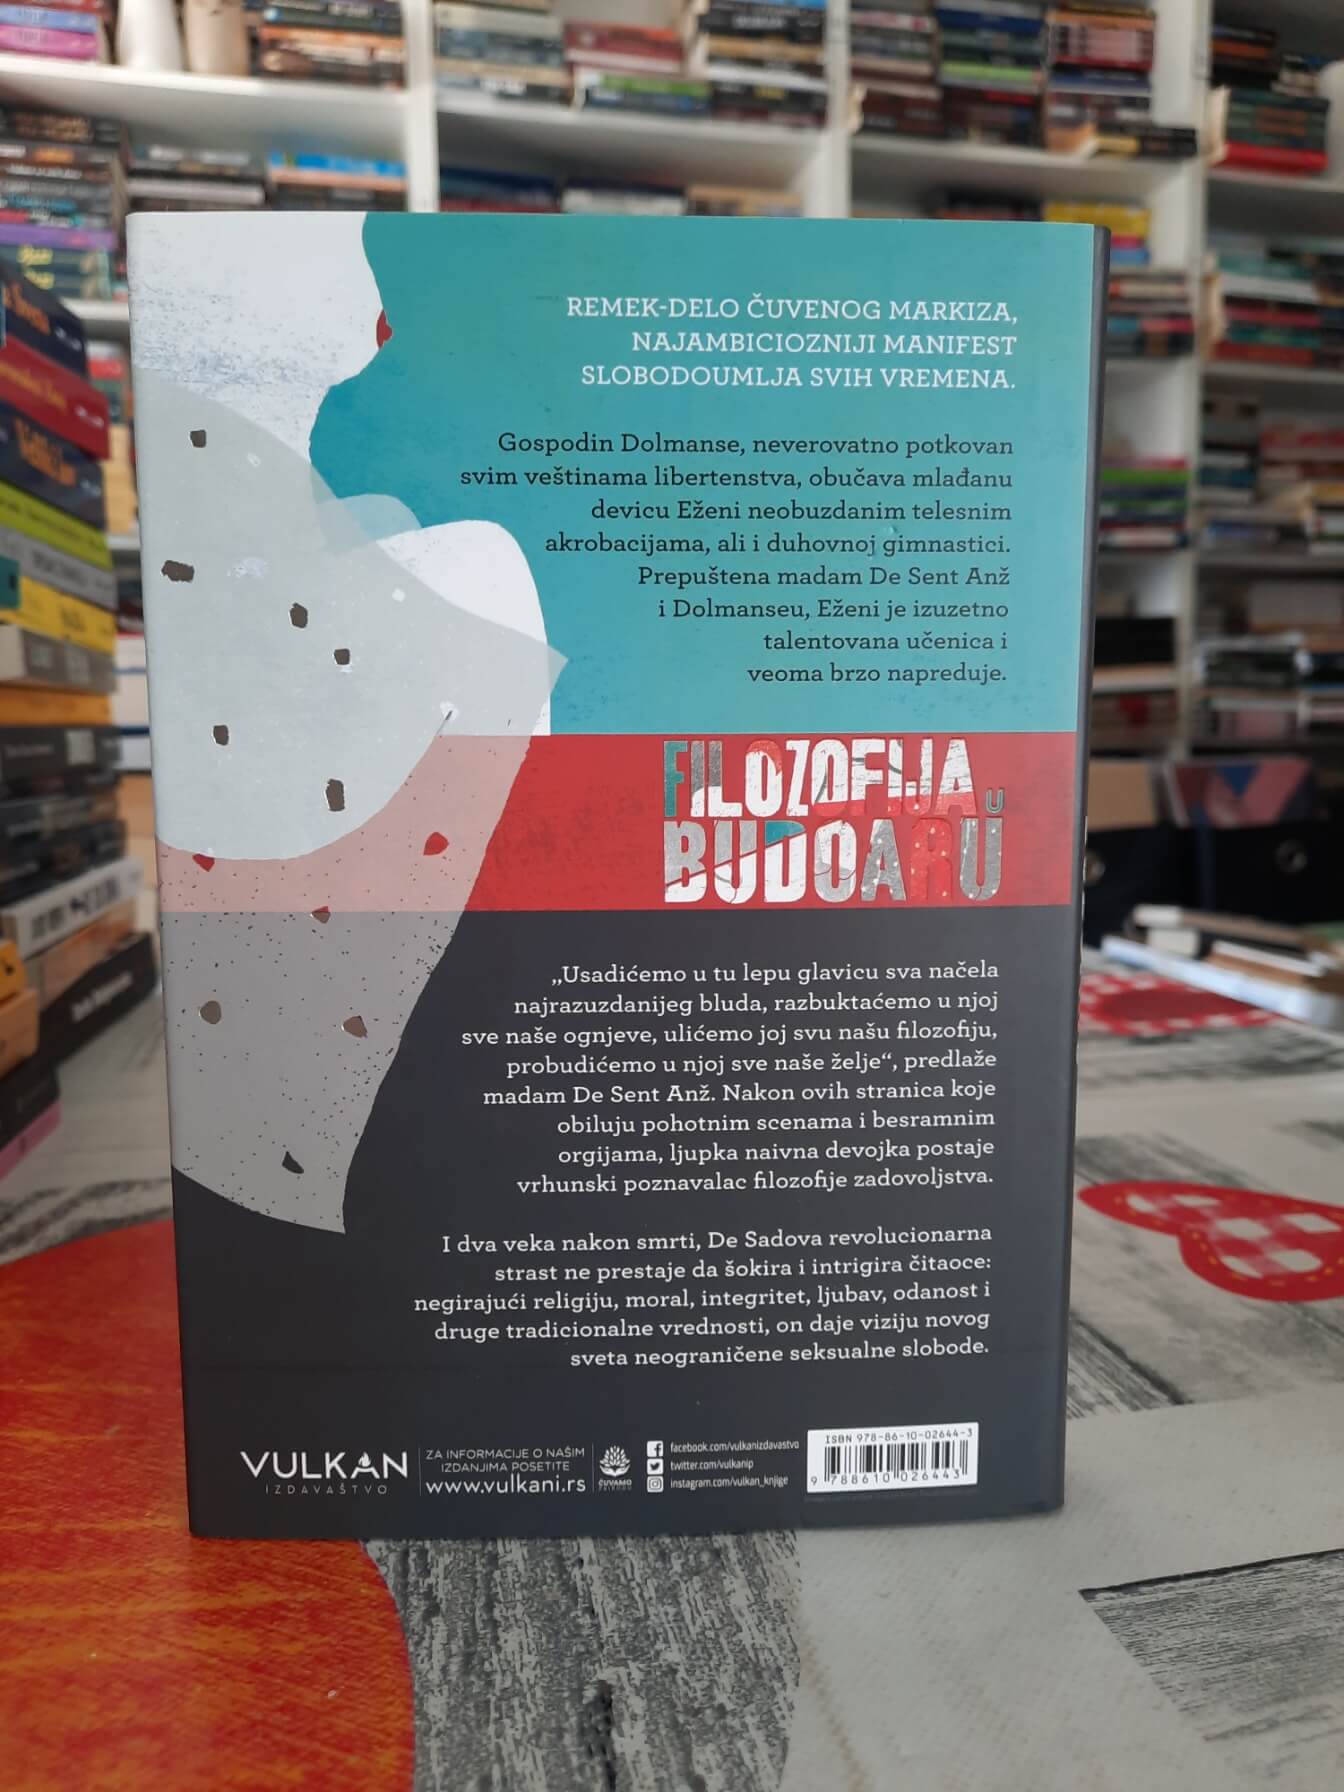 REMEK-DELO ČUVENOG MARKIZA,
NAJAMBICIOZNIJI MANIFEST
SLOBODOUMLJA SVIH VREMENA.
Gospodin Dolmanse, neverovatno potkovan
svim veštinama libertenstva, obučava mlađanu
devicu Eženi neobuzdanim telesnim
akrobacijama, ali i duhovnoj gimnastici.
Prepuštena madam De Sent Anž
i Dolmanseu, Eženi je izuzetno
talentovana učenica i
veoma brzo napreduje.
FILOZOFIJA U
BUDOARU
„Usadićemo u tu lepu glavicu sva načela
najrazuzdanijeg bluda, razbuktaćemo u njoj
sve naše ognjeve, ulićemo joj svu našu filozofiju,
probudićemo u njoj sve naše želje“, predlaže
madam De Sent Anž. Nakon ovih stranica koje
obiluju pohotnim scenama i besramnim
orgijama, ljupka naivna devojka postaje
vrhunski poznavalac filozofije zadovoljstva.
I dva veka nakon smrti, De Sadova revolucionarna
strast ne prestaje da šokira i intrigira čitaoce:
negirajući religiju, moral, integritet, ljubav, odanost i
druge tradicionalne vrednosti, on daje viziju novog
sveta neograničene seksualne slobode.
VULKAN
IZDAVAŠTVO
ZA INFORMACIJE O NAŠIM
IZDANJIMA POSETITE
www.vulkani.rs
ČUVAMO
PRIRODU
facebook.com/vulkanizdavastvo
twitter.com/vulkanip
instagram.com/vulkan_knjige
ISBN 978-86-10-02644-3
9 788610 026443